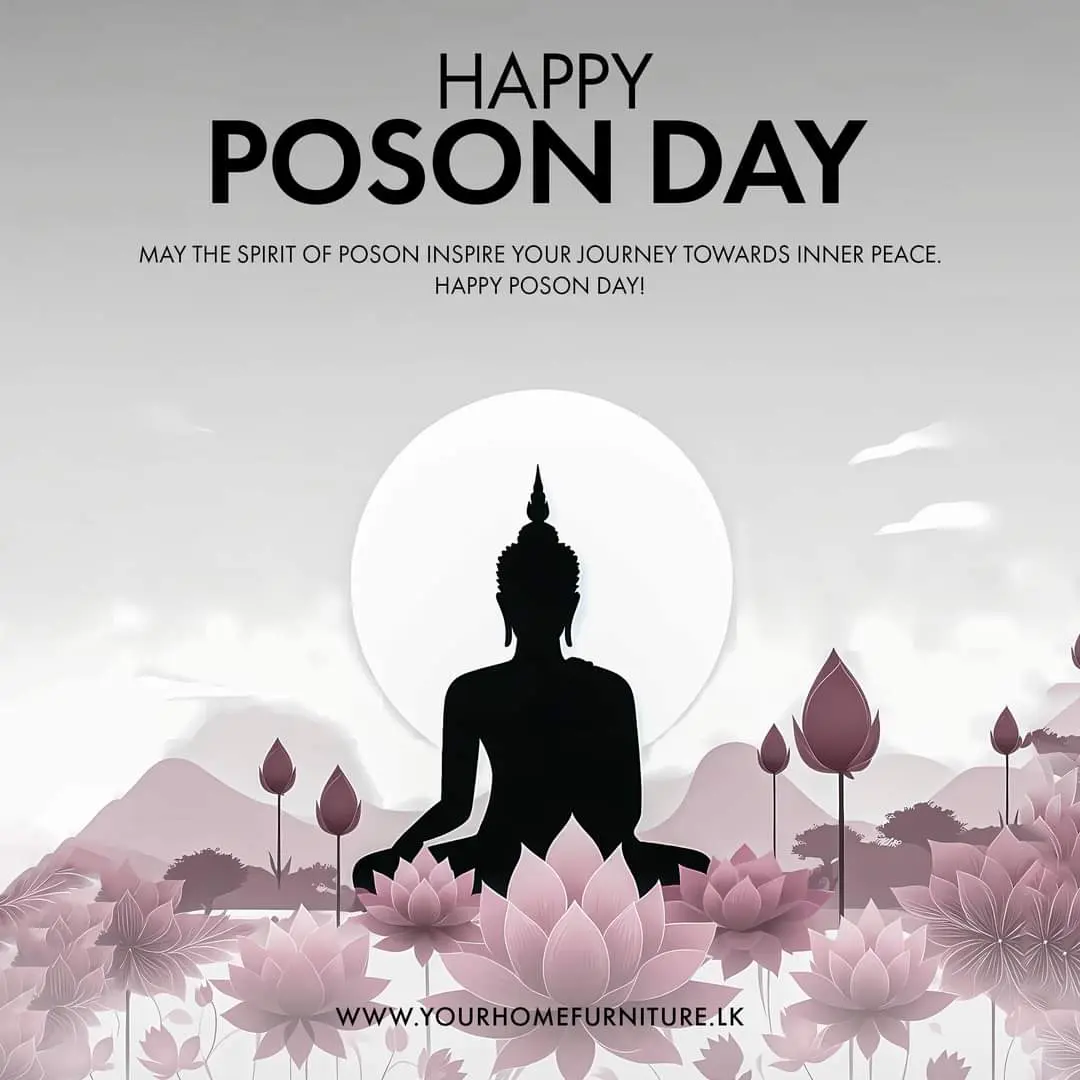 HAPPY
POSON DAY
MAY THE SPIRIT OF POSON INSPIRE YOUR JOURNEY TOWARDS INNER PEACE.
HAPPY POSON DAY!
WWW.YOURHOMEFURNITURE.LK